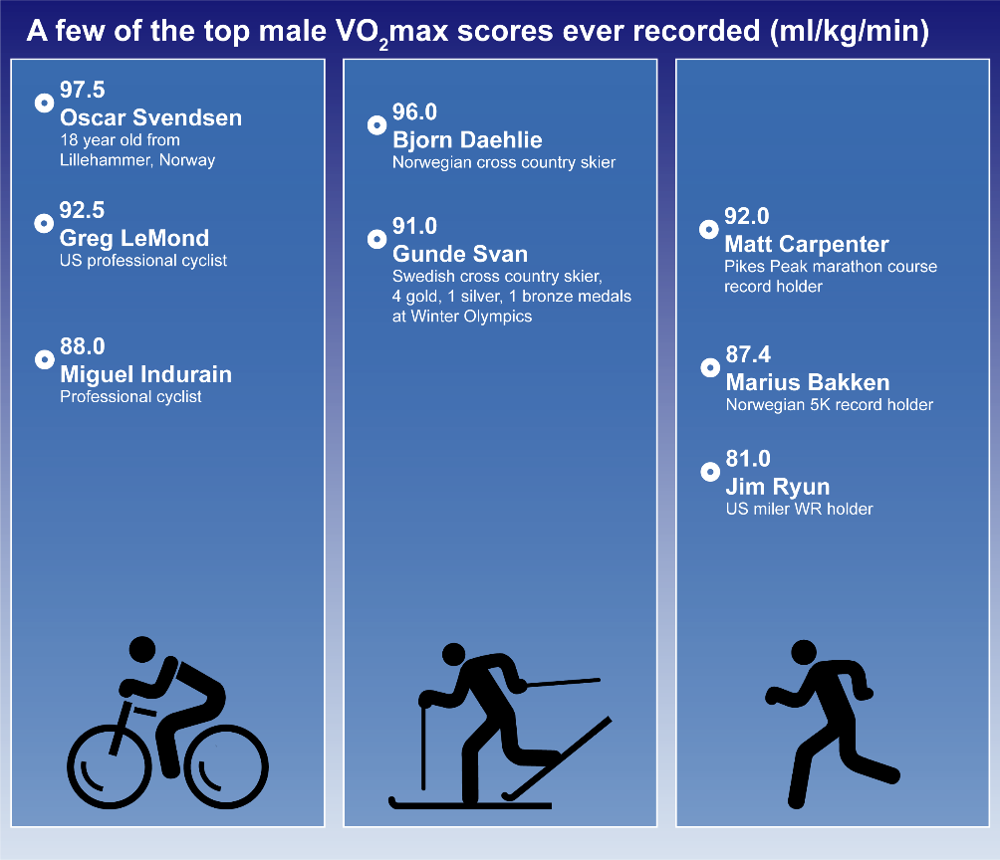 A few of the top male VO2max scores ever recorded (ml/kg/min)
97.5
Oscar Svendsen
18 year old from
Lillehammer, Norway
92.5
Greg LeMond
US professional cyclist
88.0
Miguel Indurain
Professional cyclist
96.0
Bjorn Daehlie
Norwegian cross country skier
91.0
Gunde Svan
Swedish cross country skier,
4 gold, 1 silver, 1 bronze medals
at Winter Olympics
92.0
Matt Carpenter
Pikes Peak marathon course
record holder
87.4
Marius Bakken
Norwegian 5K record holder
81.0
Jim Ryun
US miler WR holder